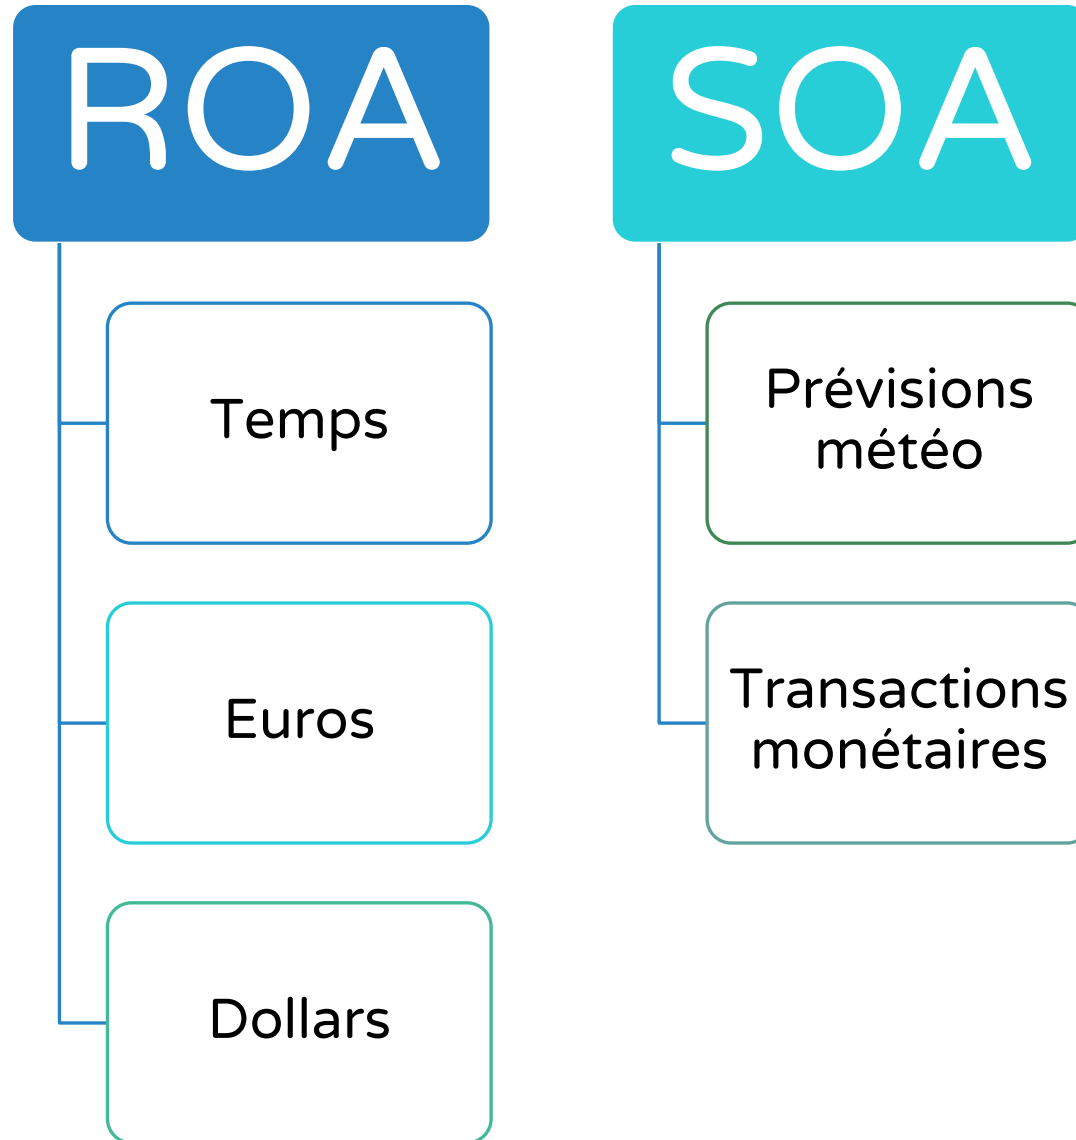 ROA
Temps
Euros
Dollars
SOA
Prévisions
météo
Transactions
monétaires